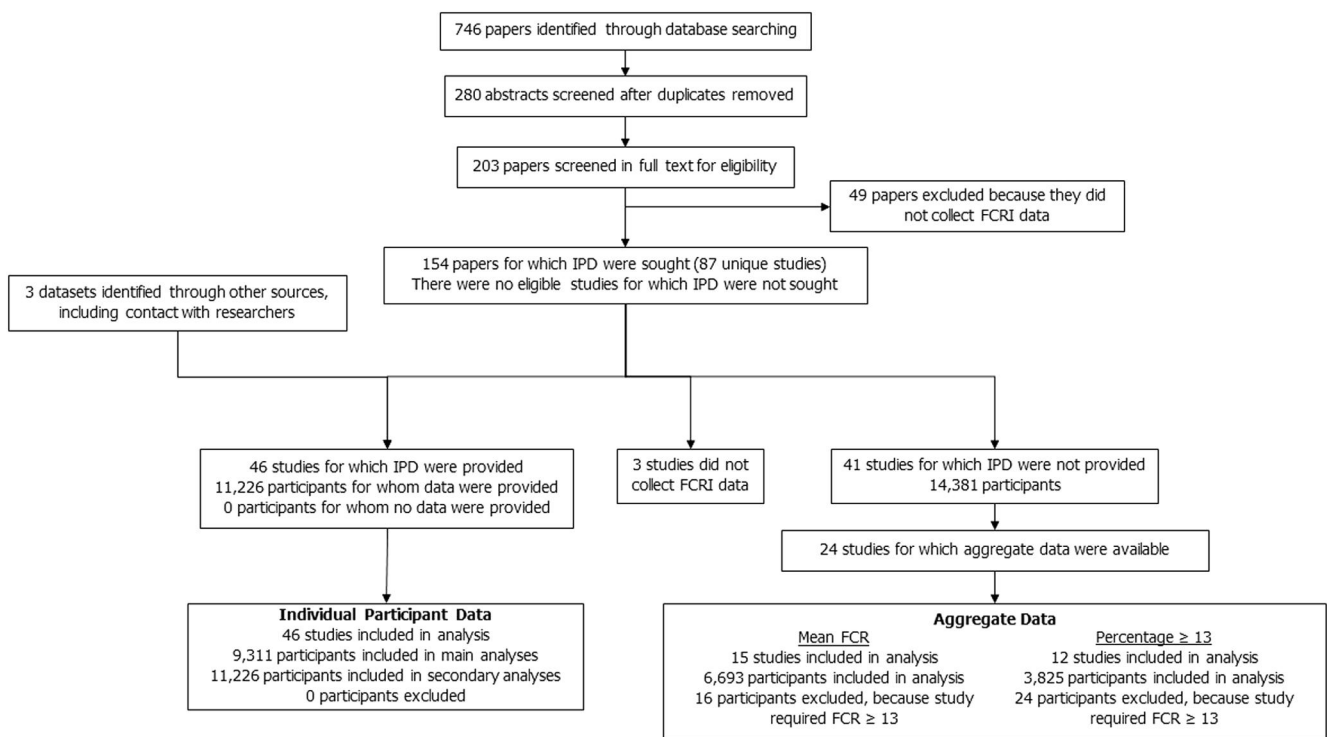 746 papers identified through database searching
280 abstracts screened after duplicates removed
203 papers screened in full text for eligibility
49 papers excluded because they did
not collect FCRI data
154 papers for which IPD were sought (87 unique studies)
There were no eligible studies for which IPD were not sought
3 datasets identified through other sources,
including contact with researchers
46 studies for which IPD were provided
11,226 participants for whom data were provided
0 participants for whom no data were provided
3 studies did not
collect FCRI data
41 studies for which IPD were not provided
14,381 participants
24 studies for which aggregate data were available
Individual Participant Data
46 studies included in analysis
9,311 participants included in main analyses
11,226 participants included in secondary analyses
0 participants excluded
Aggregate Data
Mean FCR
15 studies included in analysis
6,693 participants included in analysis
16 participants excluded, because study
required FCR ≥ 13
Percentage ≥ 13
12 studies included in analysis
3,825 participants included in analysis
24 participants excluded, because study
required FCR ≥ 13